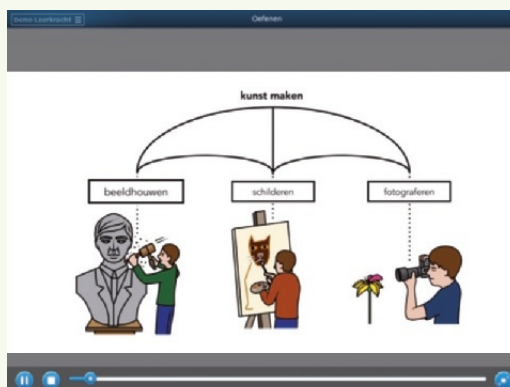 Demo Leerkracht
Oefenen
kunst maken
beeldhouwen
schilderen
fotograferen